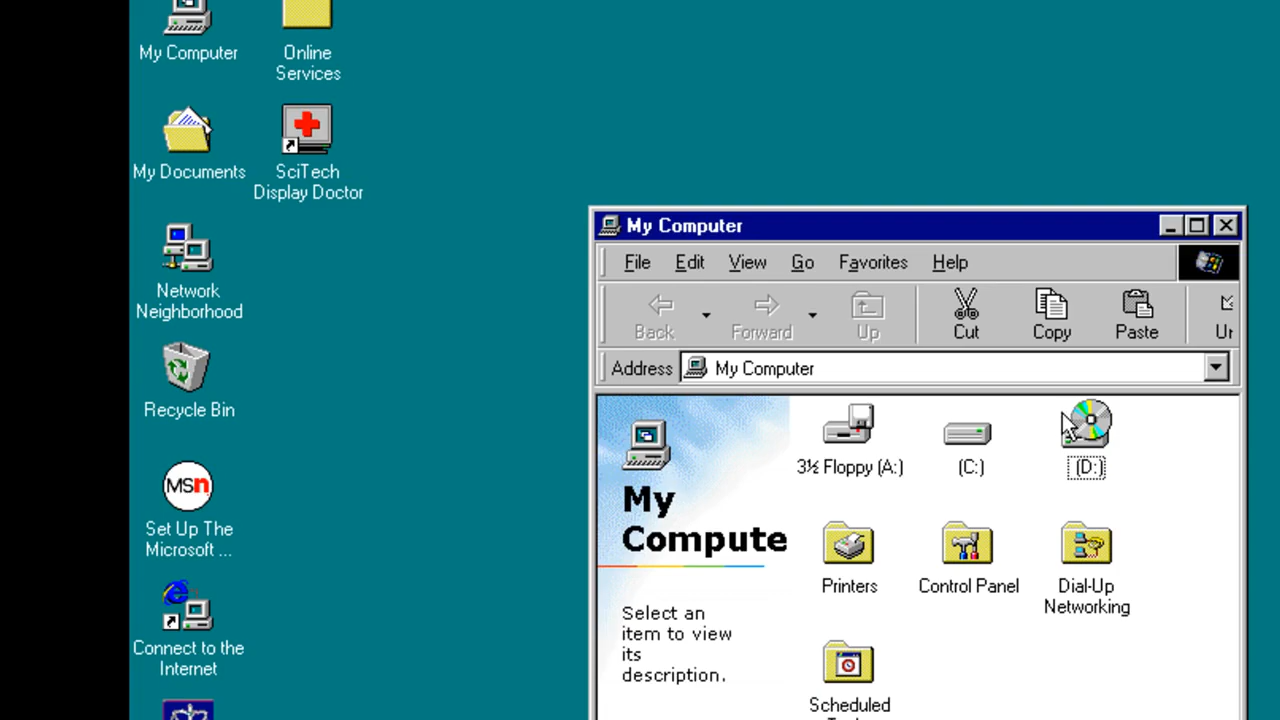 My Computer
Online
Services
My Documents
SciTech
Display Doctor
Network
Neighborhood
Recycle Bin
MSn
Set Up The
Microsoft ...
Connect to the
Internet
My Computer
File Edit View Go Favorites Help
Back Forward Up Cut Copy Paste
Address My Computer
My
Compute
Select an
item to view
its
description.
3½ Floppy (A:) (C:) (D:)
Printers Control Panel Dial-Up
Networking
Scheduled